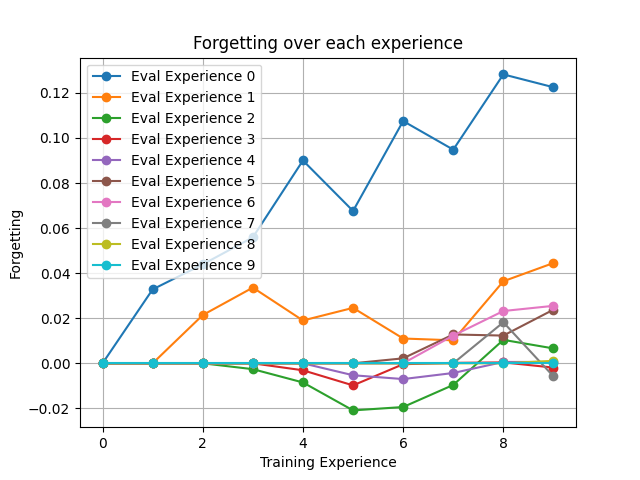 Forgetting over each experience
Eval Experience 0
Eval Experience 1
Eval Experience 2
Eval Experience 3
Eval Experience 4
Eval Experience 5
Eval Experience 6
Eval Experience 7
Eval Experience 8
Eval Experience 9
0.12
0.10
0.08
0.06
0.04
0.02
0.00
−0.02
Forgetting
0 2 4 6 8
Training Experience